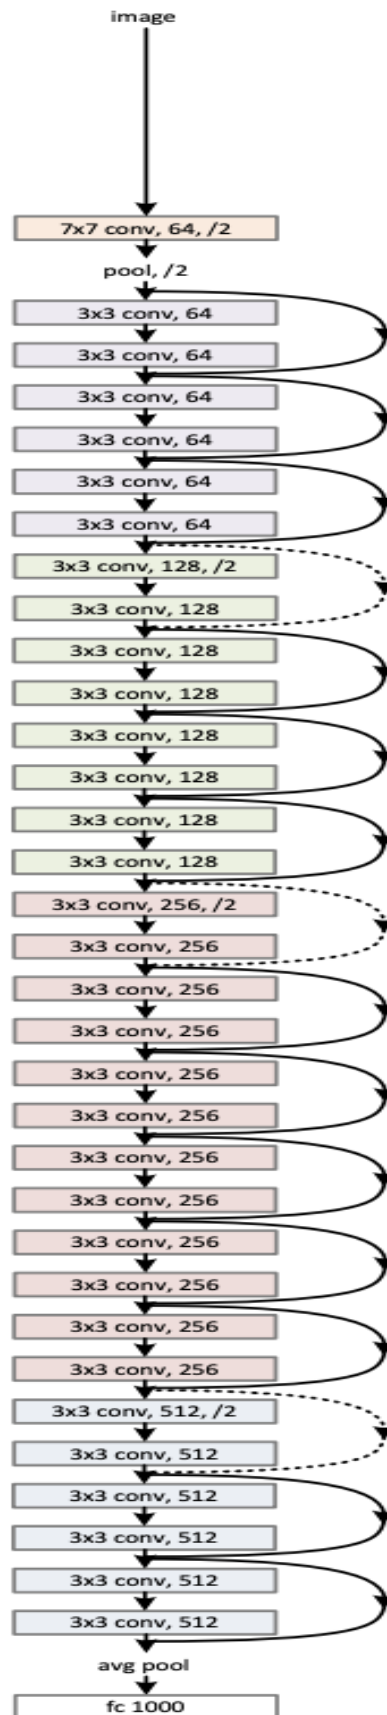 image
7x7 conv, 64, /2
pool, /2
3x3 conv, 64
3x3 conv, 64
3x3 conv, 64
3x3 conv, 64
3x3 conv, 64
3x3 conv, 64
3x3 conv, 128, /2
3x3 conv, 128
3x3 conv, 128
3x3 conv, 128
3x3 conv, 128
3x3 conv, 128
3x3 conv, 128
3x3 conv, 128
3x3 conv, 256, /2
3x3 conv, 256
3x3 conv, 256
3x3 conv, 256
3x3 conv, 256
3x3 conv, 256
3x3 conv, 256
3x3 conv, 256
3x3 conv, 256
3x3 conv, 256
3x3 conv, 256
3x3 conv, 256
3x3 conv, 512, /2
3x3 conv, 512
3x3 conv, 512
3x3 conv, 512
3x3 conv, 512
3x3 conv, 512
avg pool
fc 1000